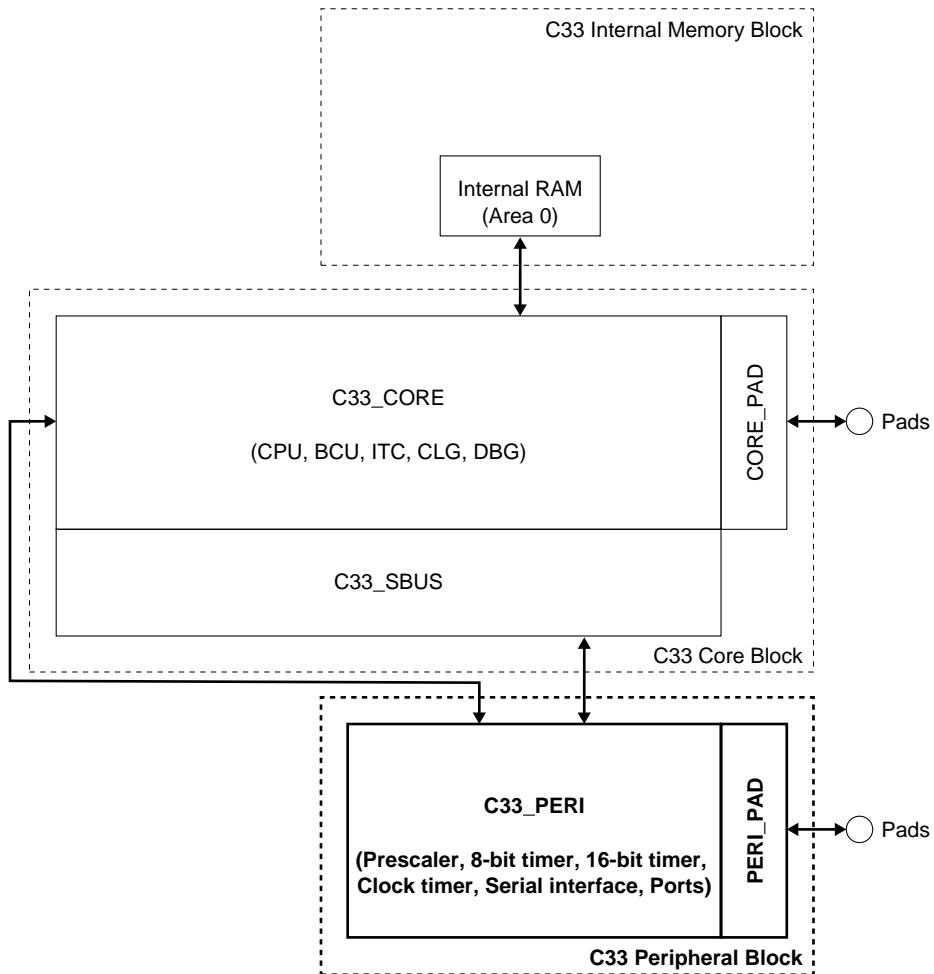 C33 Internal Memory Block
Internal RAM
(Area 0)
C33_CORE
(CPU, BCU, ITC, CLG, DBG)
CORE_PAD
Pads
C33_SBUS
C33 Core Block
C33_PERI
(Prescaler, 8-bit timer, 16-bit timer,
Clock timer, Serial interface, Ports)
PERI_PAD
Pads
C33 Peripheral Block